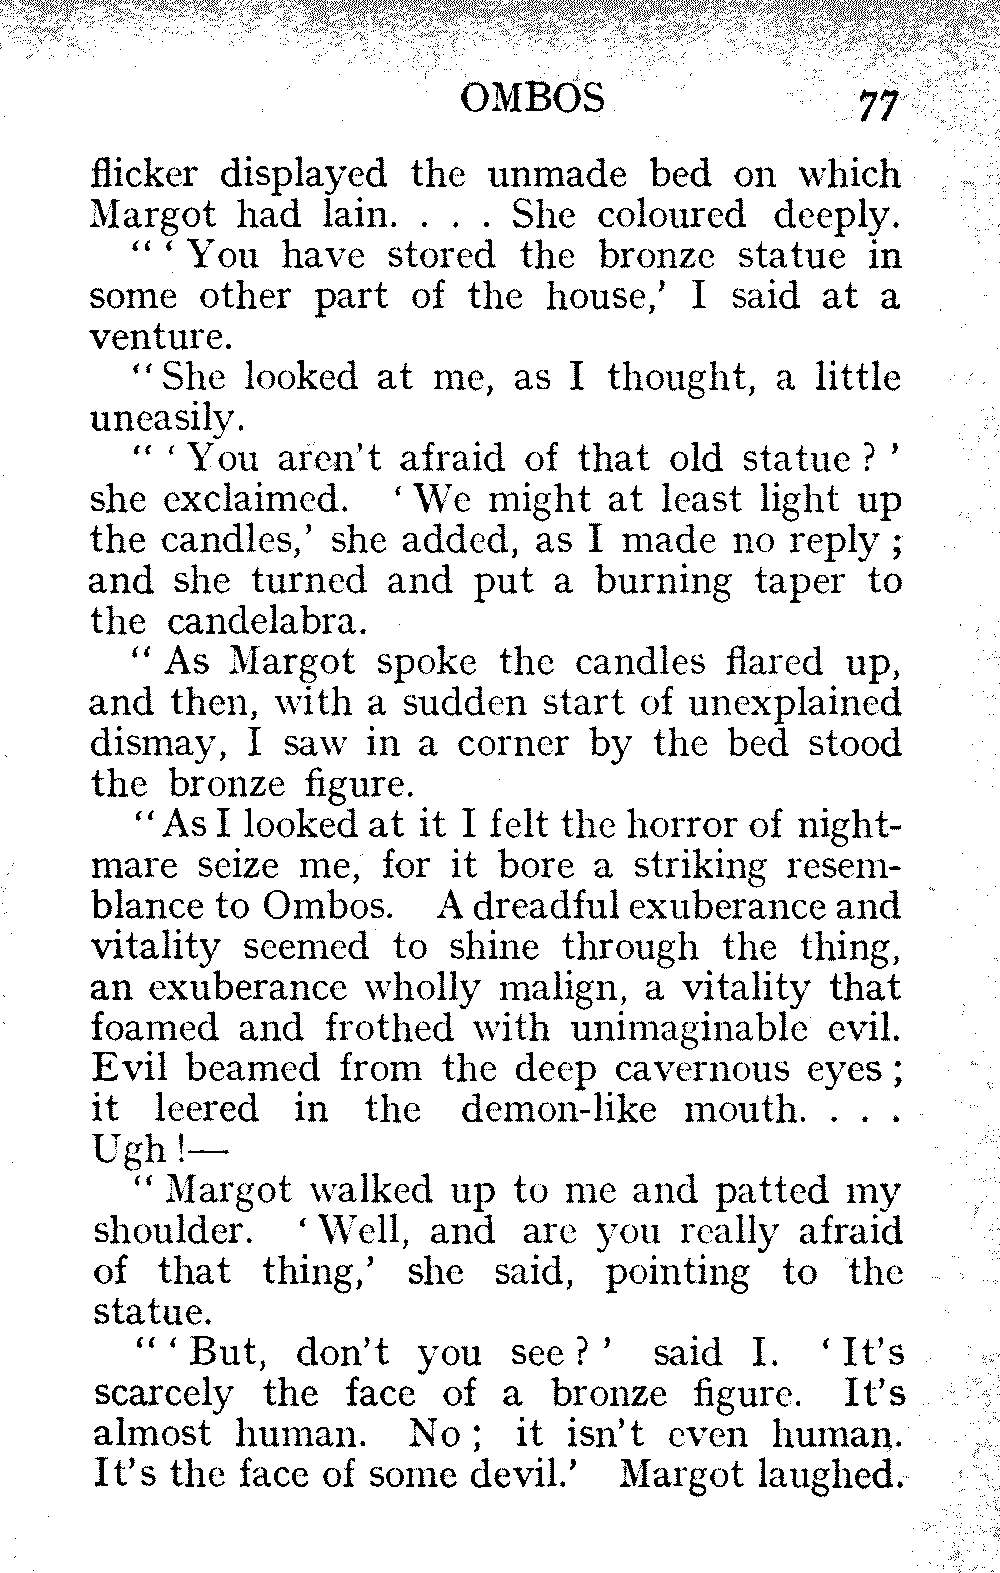 OMBOS 77
flicker displayed the unmade bed on which
Margot had lain. . . . She coloured deeply.
" ' You have stored the bronze statue in
some other part of the house,' I said at a
venture.
" She looked at me, as I thought, a little
uneasily.
" ' You aren't afraid of that old statue ? '
she exclaimed. ' We might at least light up
the candles,' she added, as I made no reply ;
and she turned and put a burning taper to
the candelabra.
" As Margot spoke the candles flared up,
and then, with a sudden start of unexplained
dismay, I saw in a corner by the bed stood
the bronze figure.
" As I looked at it I felt the horror of night-
mare seize me, for it bore a striking resem-
blance to Ombos. A dreadful exuberance and
vitality seemed to shine through the thing,
an exuberance wholly malign, a vitality that
foamed and frothed with unimaginable evil.
Evil beamed from the deep cavernous eyes ;
it leered in the demon-like mouth. . . .
Ugh !—
" Margot walked up to me and patted my
shoulder. ' Well, and are you really afraid
of that thing,' she said, pointing to the
statue.
" ' But, don't you see ? ' said I. ' It's
scarcely the face of a bronze figure. It's
almost human. No ; it isn't even human.
It's the face of some devil.' Margot laughed.